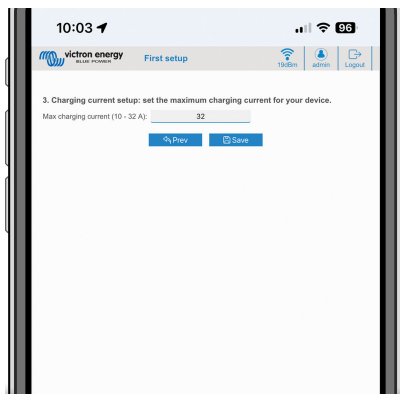 10:03
96
victron energy
BLUE POWER
First setup
19dBm
admin
Logout
3. Charging current setup: set the maximum charging current for your device.
Max charging current (10 - 32 A):
32
Prev
Save